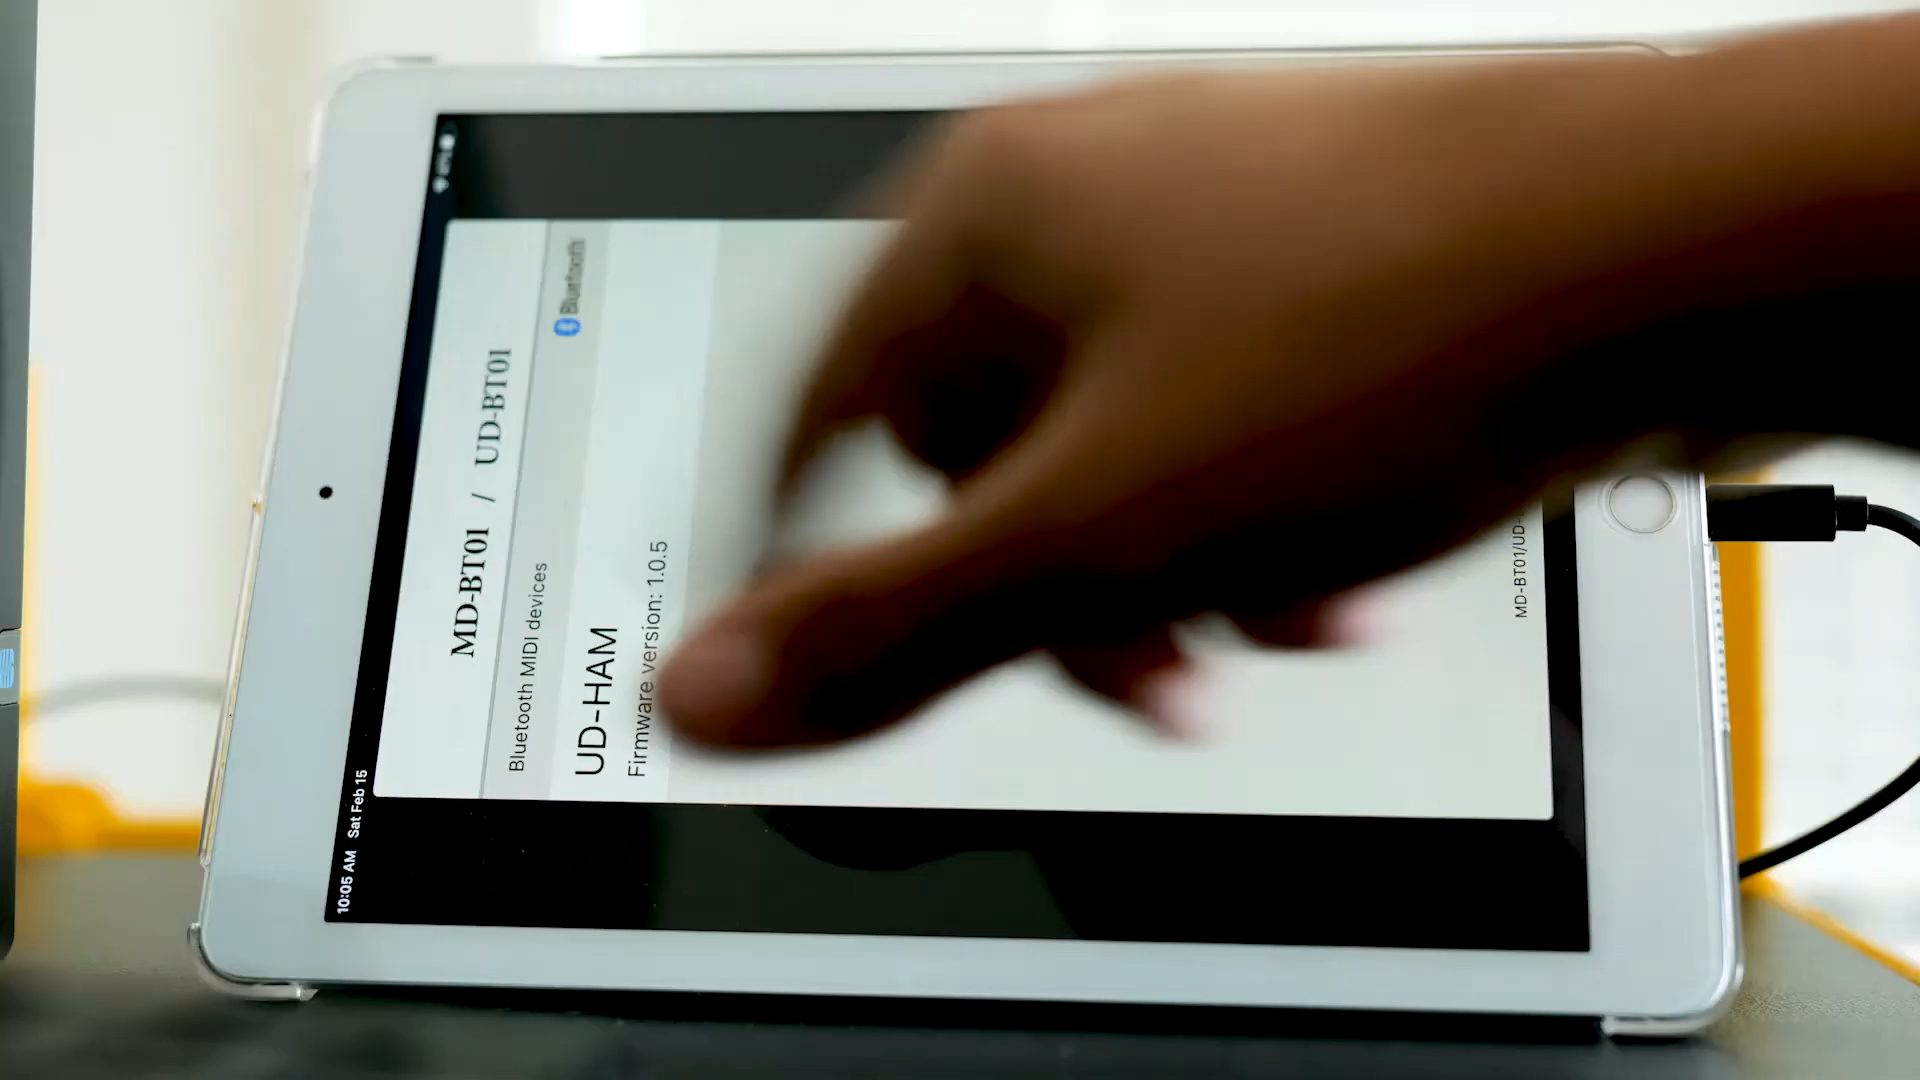 10:05 AM Sat Feb 15
MD-BT01 / UD-BT01
Bluetooth MIDI devices
Bluetooth
UD-HAM
Firmware version: 1.0.5
MD-BT01/UD-